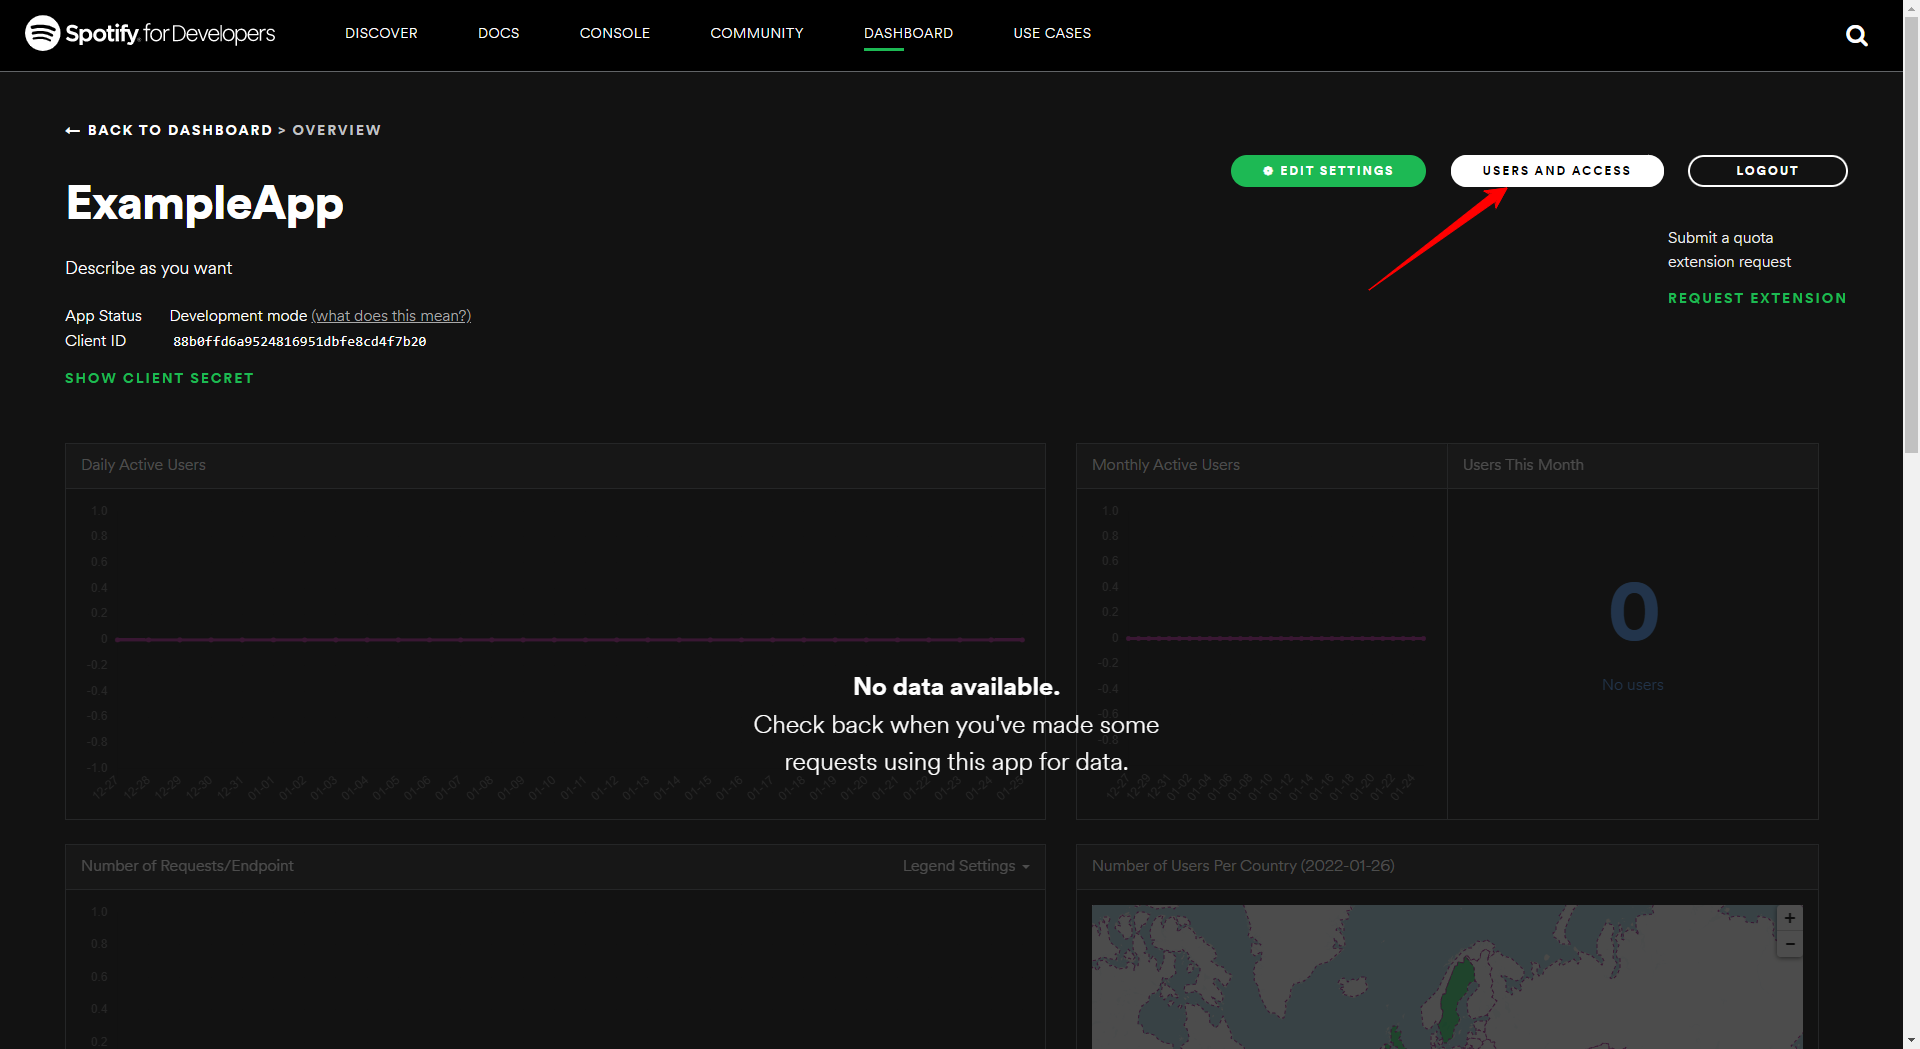 Spotify for Developers
DISCOVER
DOCS
CONSOLE
COMMUNITY
DASHBOARD
USE CASES
← BACK TO DASHBOARD > OVERVIEW
EDIT SETTINGS
USERS AND ACCESS
LOGOUT
ExampleApp
Submit a quota
extension request
REQUEST EXTENSION
Describe as you want
App Status Development mode (what does this mean?)
Client ID 88b0ffd6a9524816951dbfe8cd4f7b20
SHOW CLIENT SECRET
Daily Active Users
1.0
0.8
0.6
0.4
0.2
0
-0.2
-0.4
-0.6
-0.8
-1.0
12-27 12-28 12-29 12-30 12-31 01-01 01-02 01-03 01-04 01-05 01-06 01-07 01-08 01-09 01-10 01-11 01-12 01-13 01-14 01-15 01-16 01-17 01-18 01-19 01-20 01-21 01-22 01-23 01-24 01-25
Monthly Active Users
1.0
0.8
0.6
0.4
0.2
0
-0.2
-0.4
-0.6
-0.8
12-27 12-29 12-31 01-02 01-04 01-06 01-08 01-10 01-12 01-14 01-16 01-18 01-20 01-22 01-24
Users This Month
0
No users
No data available.
Check back when you've made some
requests using this app for data.
Number of Requests/Endpoint
Legend Settings
1.0
0.8
0.6
0.4
0.2
Number of Users Per Country (2022-01-26)
+
−